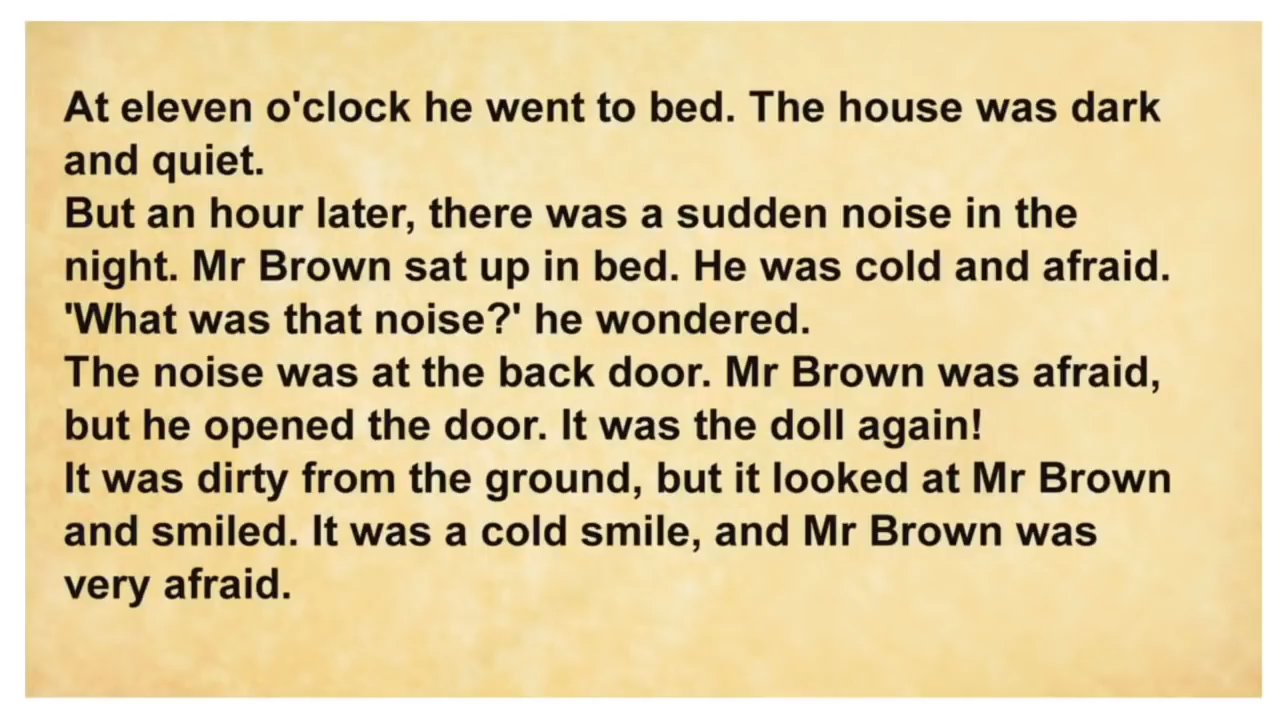 At eleven o'clock he went to bed. The house was dark
and quiet.
But an hour later, there was a sudden noise in the
night. Mr Brown sat up in bed. He was cold and afraid.
'What was that noise?' he wondered.
The noise was at the back door. Mr Brown was afraid,
but he opened the door. It was the doll again!
It was dirty from the ground, but it looked at Mr Brown
and smiled. It was a cold smile, and Mr Brown was
very afraid.